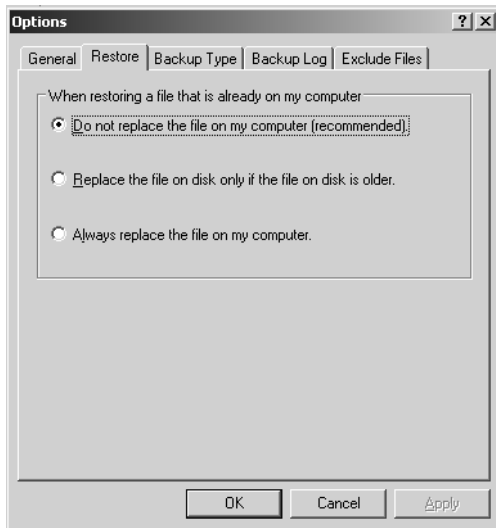 Options
? X
General Restore Backup Type Backup Log Exclude Files
When restoring a file that is already on my computer
Do not replace the file on my computer (recommended).
Replace the file on disk only if the file on disk is older.
Always replace the file on my computer.
OK Cancel Apply